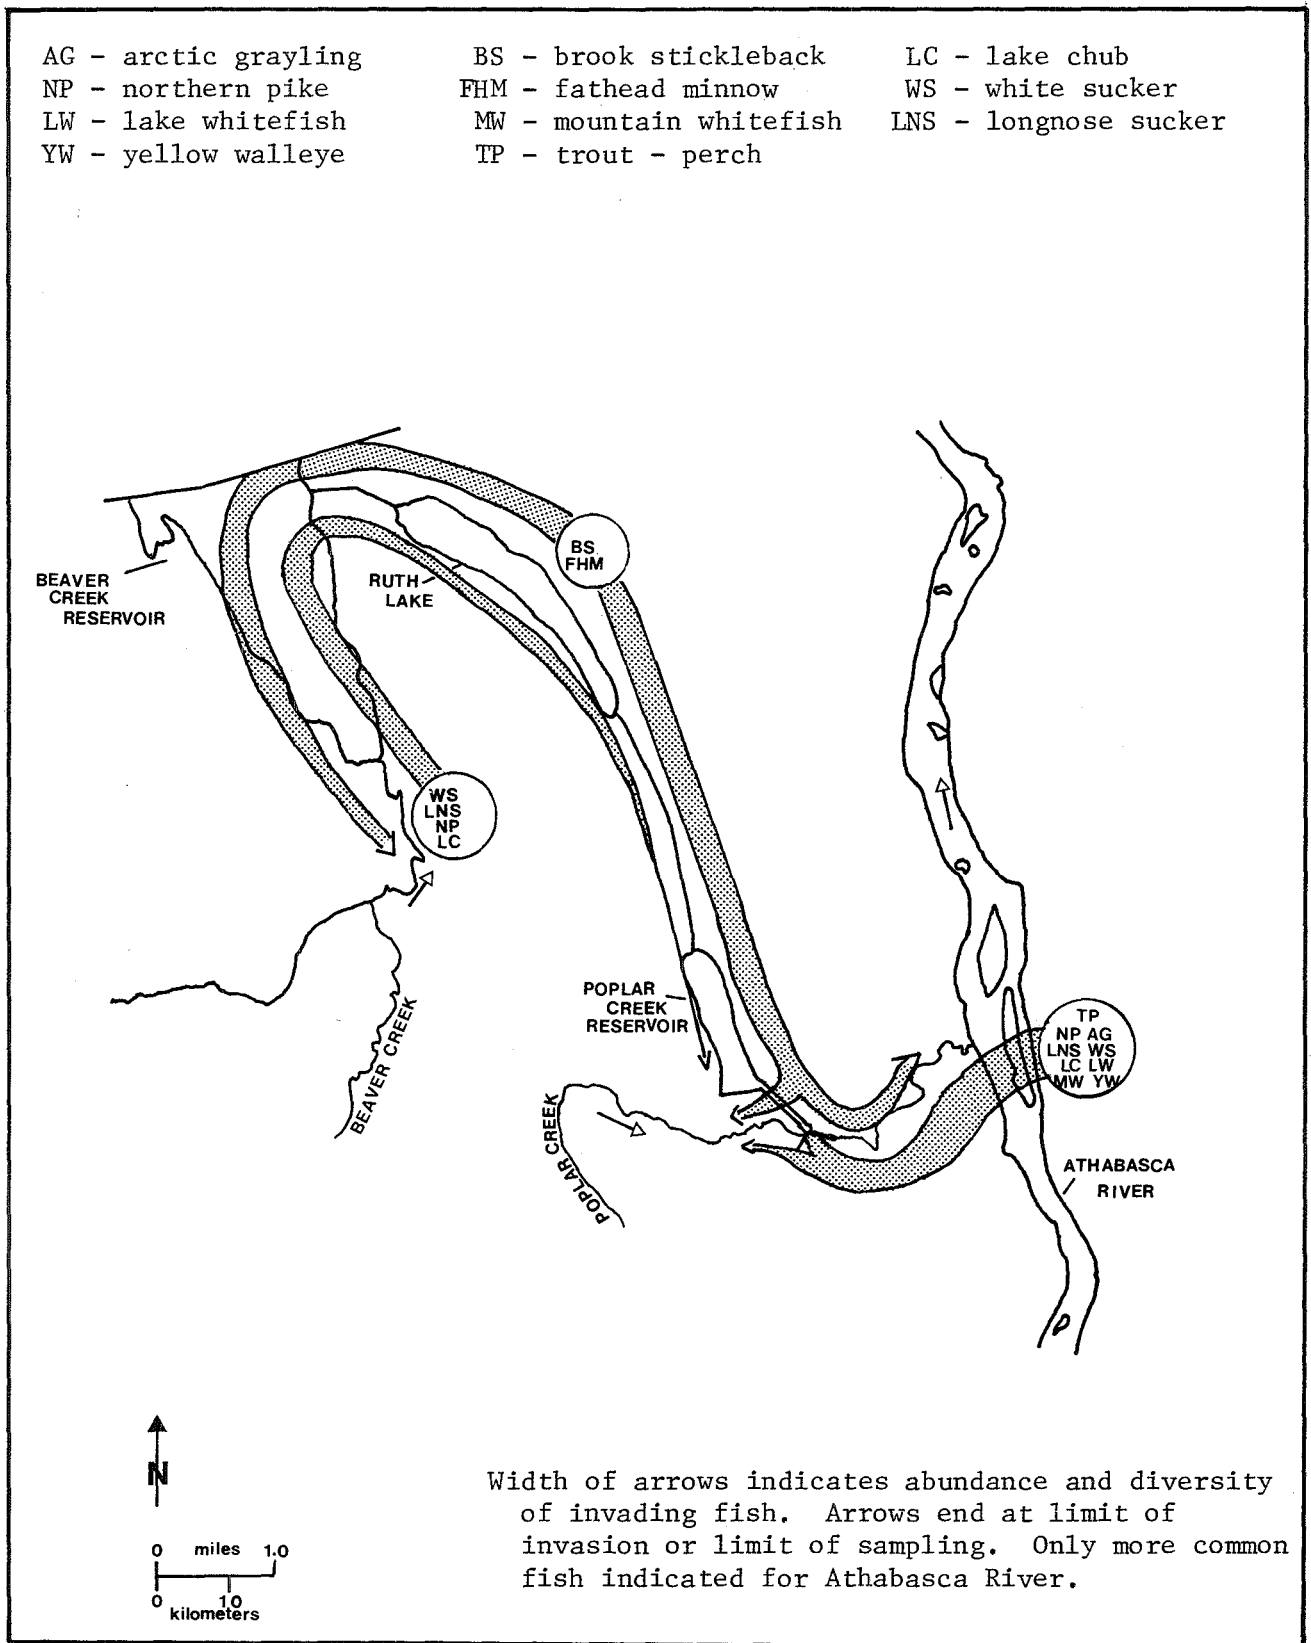 AG - arctic grayling
NP - northern pike
LW - lake whitefish
YW - yellow walleye
BS - brook stickleback
FHM - fathead minnow
MW - mountain whitefish
TP - trout - perch
LC - lake chub
WS - white sucker
LNS - longnose sucker
BS
FHM
BEAVER
CREEK
RESERVOIR
RUTH
LAKE
WS
LNS
NP
LC
POPLAR
CREEK
RESERVOIR
TP
NP AG
LNS WS
LC LW
MW YW
BEAVER CREEK
POPLAR CREEK
ATHABASCA
RIVER
N
0 miles 1.0
0 1.0
kilometers
Width of arrows indicates abundance and diversity
of invading fish. Arrows end at limit of
invasion or limit of sampling. Only more common
fish indicated for Athabasca River.